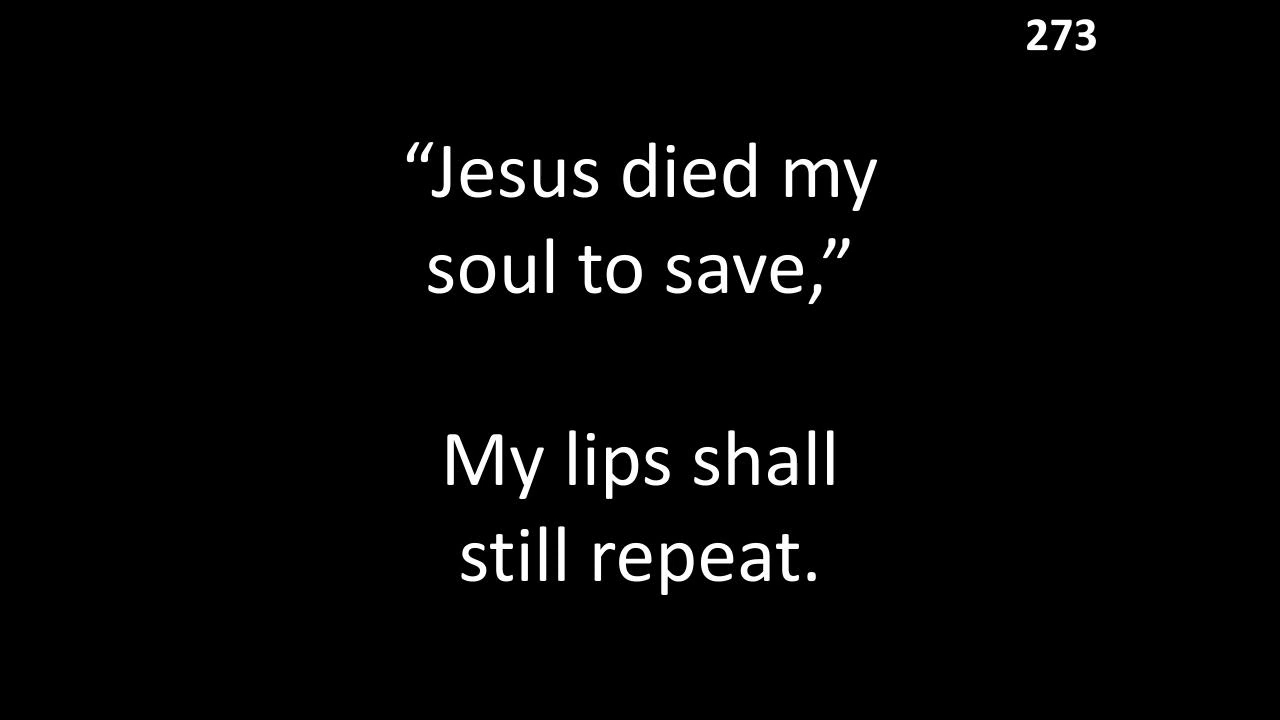 273
“Jesus died my
soul to save,”
My lips shall
still repeat.